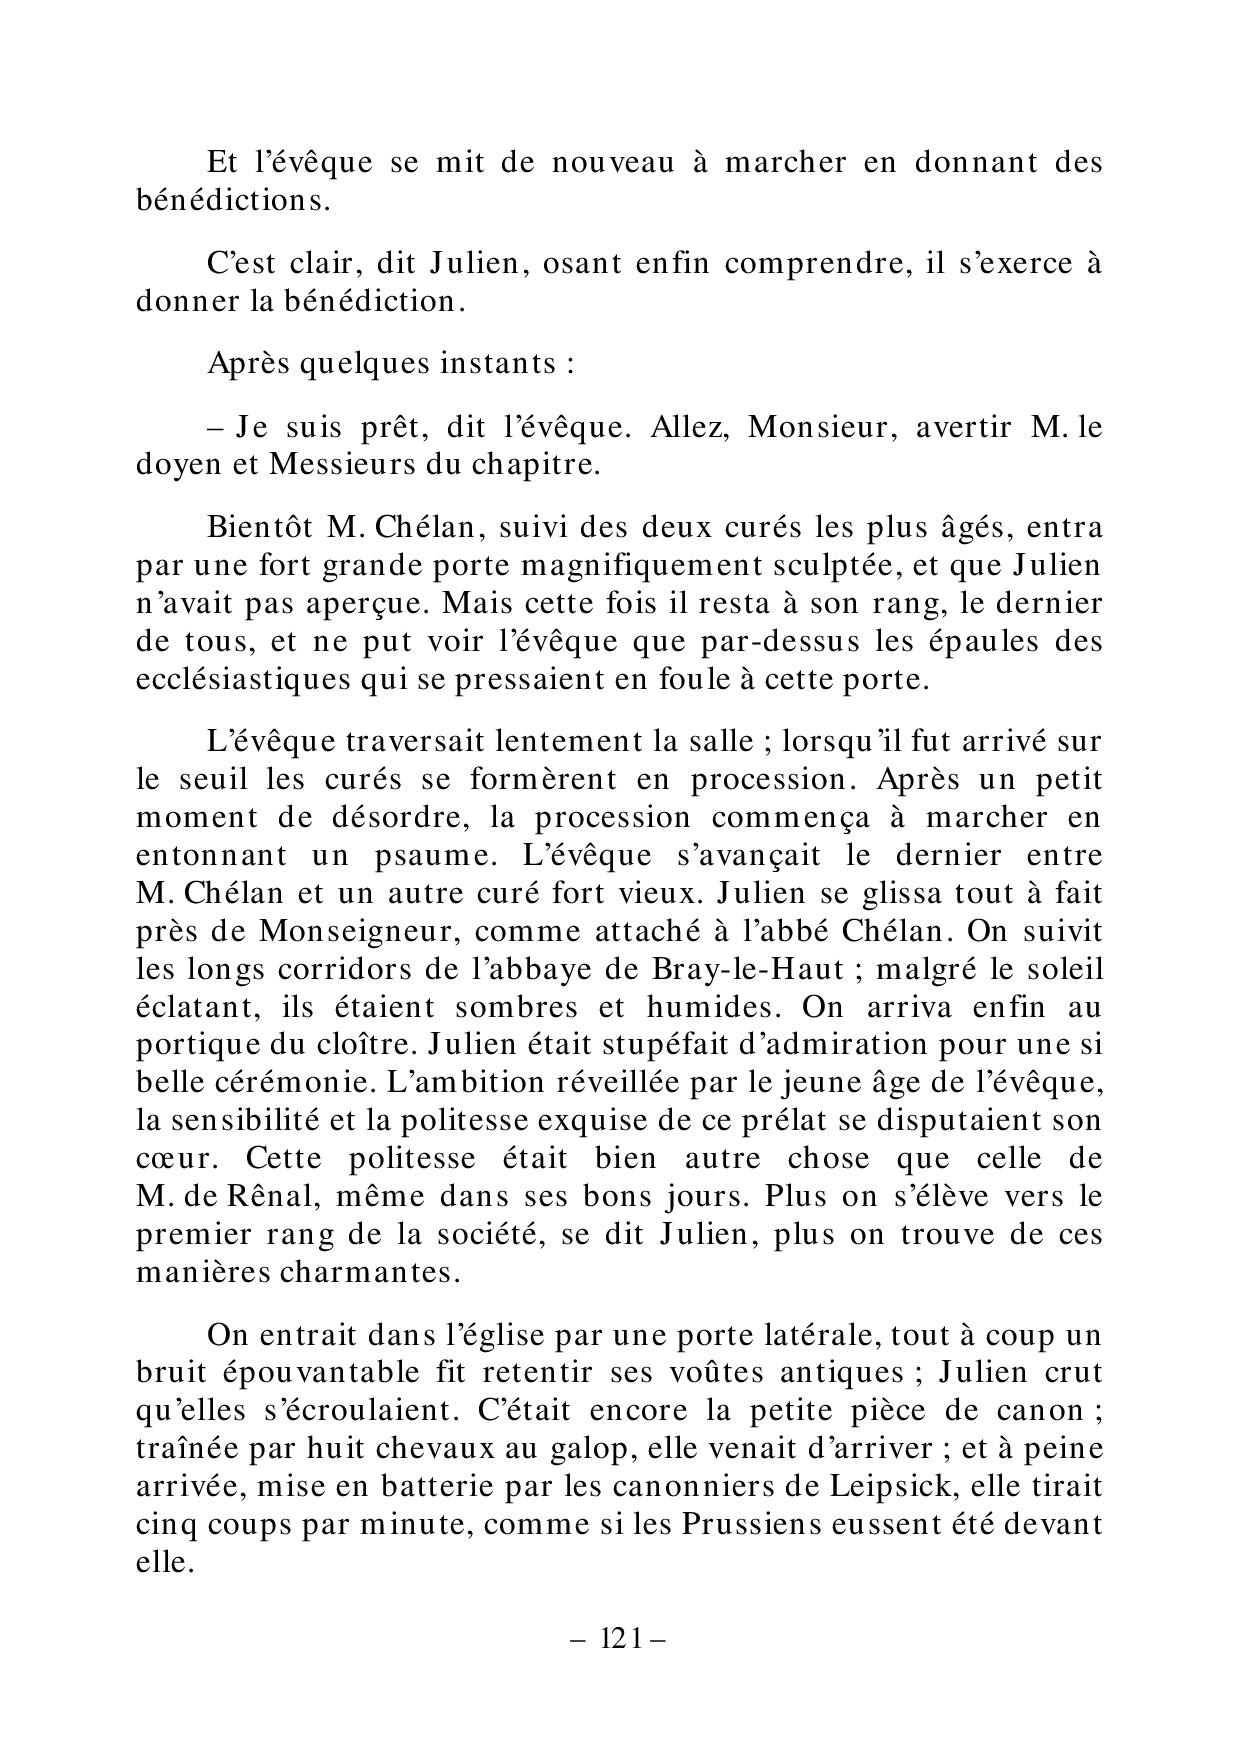 Et l’évêque se mit de nouveau à marcher en donnant des
bénédictions.
C’est clair, dit Julien, osant enfin comprendre, il s’exerce à
donner la bénédiction.
Après quelques instants :
– Je suis prêt, dit l’évêque. Allez, Monsieur, avertir M. le
doyen et Messieurs du chapitre.
Bientôt M. Chélan, suivi des deux curés les plus âgés, entra
par une fort grande porte magnifiquement sculptée, et que Julien
n’avait pas aperçue. Mais cette fois il resta à son rang, le dernier
de tous, et ne put voir l’évêque que par-dessus les épaules des
ecclésiastiques qui se pressaient en foule à cette porte.
L’évêque traversait lentement la salle ; lorsqu’il fut arrivé sur
le seuil les curés se formèrent en procession. Après un petit
moment de désordre, la procession commença à marcher en
entonnant un psaume. L’évêque s’avançait le dernier entre
M. Chélan et un autre curé fort vieux. Julien se glissa tout à fait
près de Monseigneur, comme attaché à l’abbé Chélan. On suivit
les longs corridors de l’abbaye de Bray-le-Haut ; malgré le soleil
éclatant, ils étaient sombres et humides. On arriva enfin au
portique du cloître. Julien était stupéfait d’admiration pour une si
belle cérémonie. L’ambition réveillée par le jeune âge de l’évêque,
la sensibilité et la politesse exquise de ce prélat se disputaient son
cœur. Cette politesse était bien autre chose que celle de
M. de Rênal, même dans ses bons jours. Plus on s’élève vers le
premier rang de la société, se dit Julien, plus on trouve de ces
manières charmantes.
On entrait dans l’église par une porte latérale, tout à coup un
bruit épouvantable fit retentir ses voûtes antiques ; Julien crut
qu’elles s’écroulaient. C’était encore la petite pièce de canon ;
traînée par huit chevaux au galop, elle venait d’arriver ; et à peine
arrivée, mise en batterie par les canonniers de Leipsick, elle tirait
cinq coups par minute, comme si les Prussiens eussent été devant
elle.
– 121 –